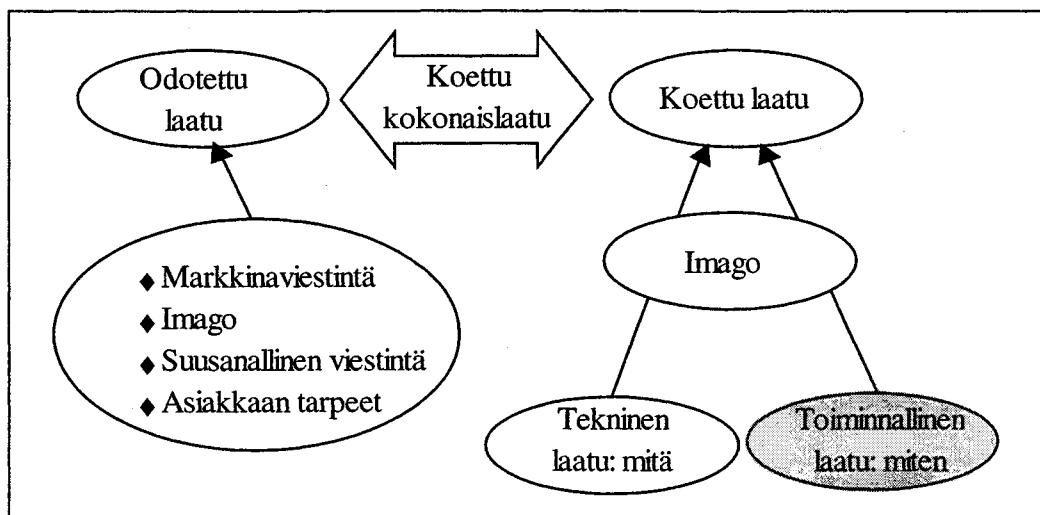 Odotettu
laatu
Koettu
kokonaislaatu
Koettu laatu
♦ Markkinaviestintä
♦ Imago
♦ Suusanallinen viestintä
♦ Asiakkaan tarpeet
Imago
Tekninen
laatu: mitä
Toiminnallinen
laatu: miten